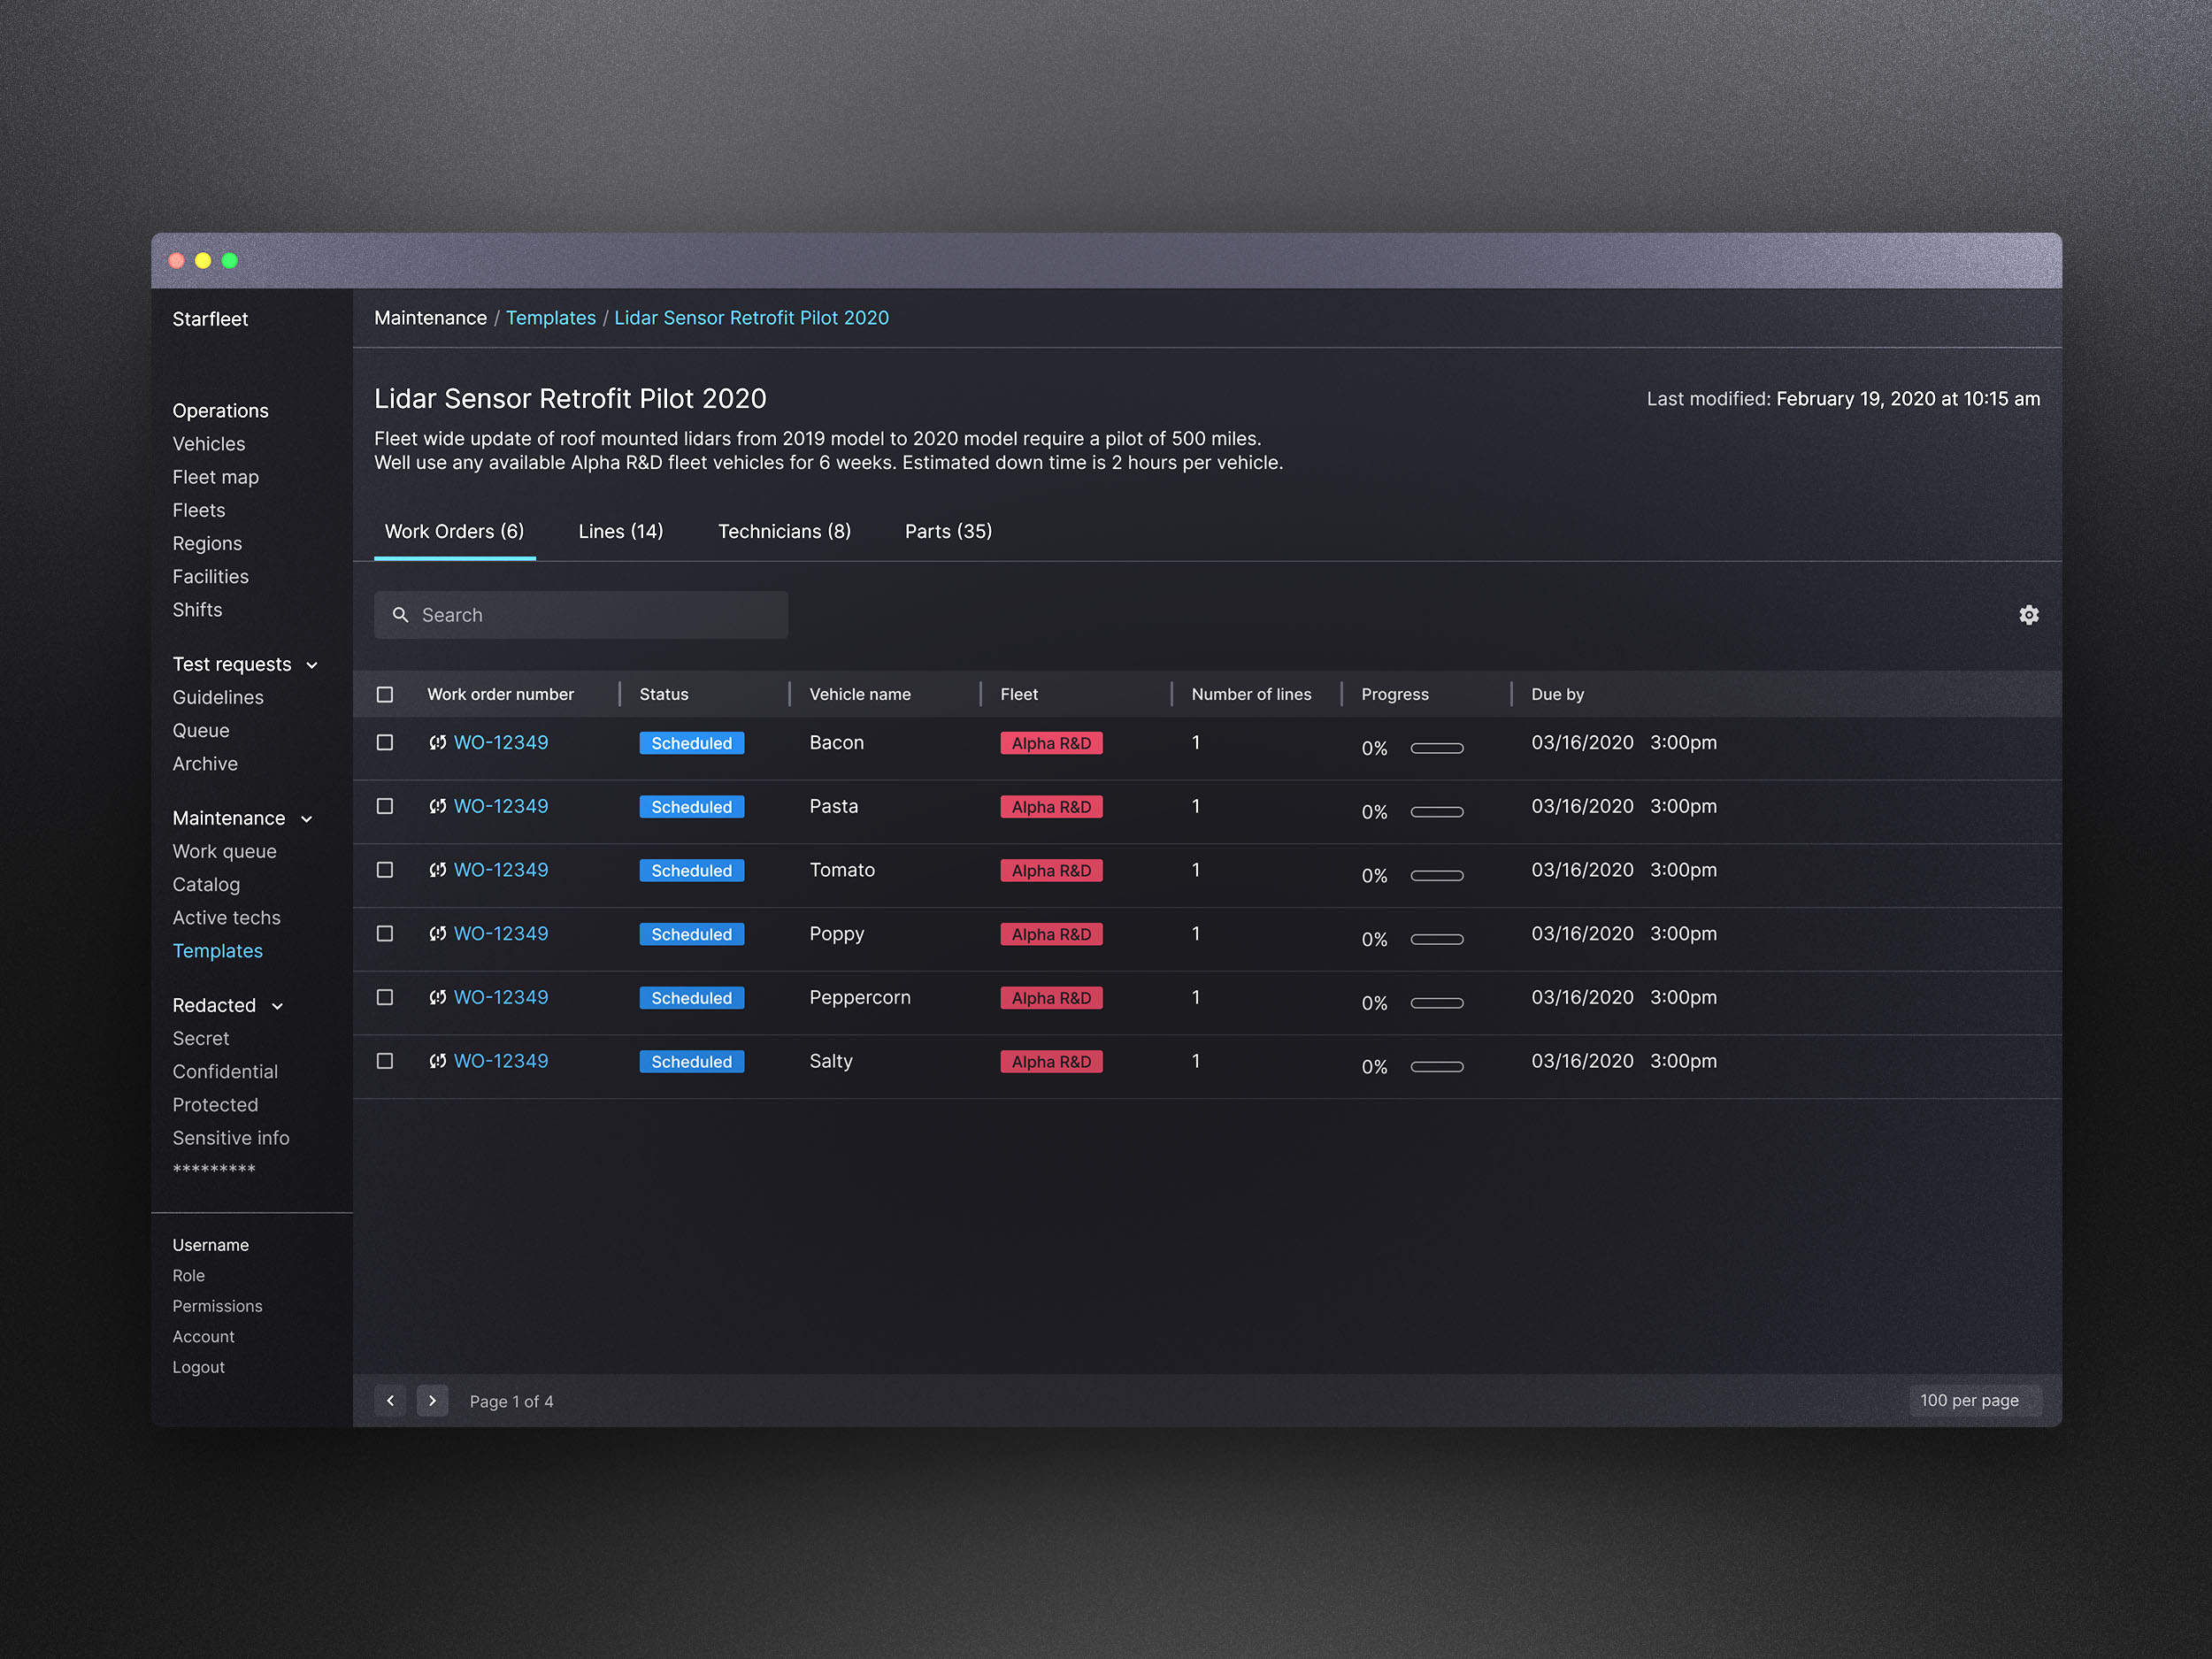 Starfleet
Operations
Vehicles
Fleet map
Fleets
Regions
Facilities
Shifts
Test requests
Guidelines
Queue
Archive
Maintenance
Work queue
Catalog
Active techs
Templates
Redacted
Secret
Confidential
Protected
Sensitive info
*********
Username
Role
Permissions
Account
Logout
Maintenance / Templates / Lidar Sensor Retrofit Pilot 2020
Lidar Sensor Retrofit Pilot 2020
Last modified: February 19, 2020 at 10:15 am
Fleet wide update of roof mounted lidars from 2019 model to 2020 model require a pilot of 500 miles.
Well use any available Alpha R&D fleet vehicles for 6 weeks. Estimated down time is 2 hours per vehicle.
Work Orders (6) Lines (14) Technicians (8) Parts (35)
Search
Work order number Status Vehicle name Fleet Number of lines Progress Due by
WO-12349 Scheduled Bacon Alpha R&D 1 0% 03/16/2020 3:00pm
WO-12349 Scheduled Pasta Alpha R&D 1 0% 03/16/2020 3:00pm
WO-12349 Scheduled Tomato Alpha R&D 1 0% 03/16/2020 3:00pm
WO-12349 Scheduled Poppy Alpha R&D 1 0% 03/16/2020 3:00pm
WO-12349 Scheduled Peppercorn Alpha R&D 1 0% 03/16/2020 3:00pm
WO-12349 Scheduled Salty Alpha R&D 1 0% 03/16/2020 3:00pm
Page 1 of 4
100 per page